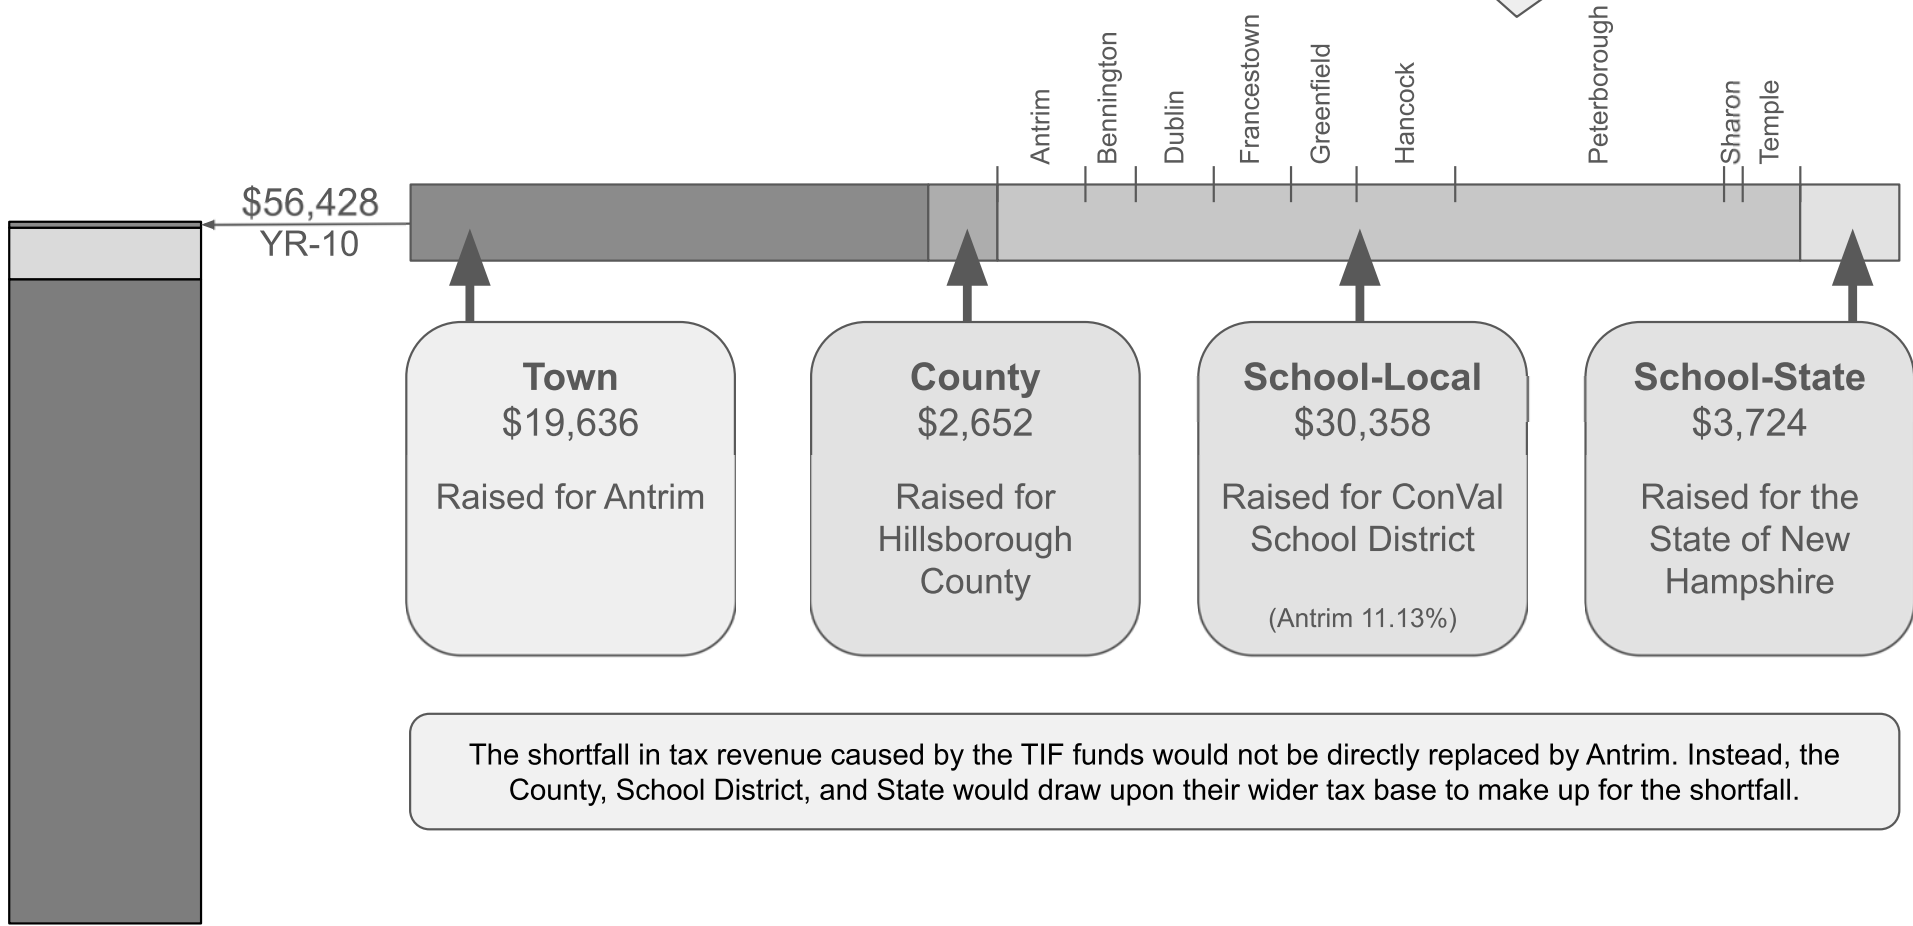 Antrim
Bennington
Dublin
Francestown
Greenfield
Hancock
Peterborough
Sharon
Temple
$56,428
YR-10
Town
$19,636
Raised for Antrim
County
$2,652
Raised for
Hillsborough
County
School-Local
$30,358
Raised for ConVal
School District
(Antrim 11.13%)
School-State
$3,724
Raised for the
State of New
Hampshire
The shortfall in tax revenue caused by the TIF funds would not be directly replaced by Antrim. Instead, the
County, School District, and State would draw upon their wider tax base to make up for the shortfall.